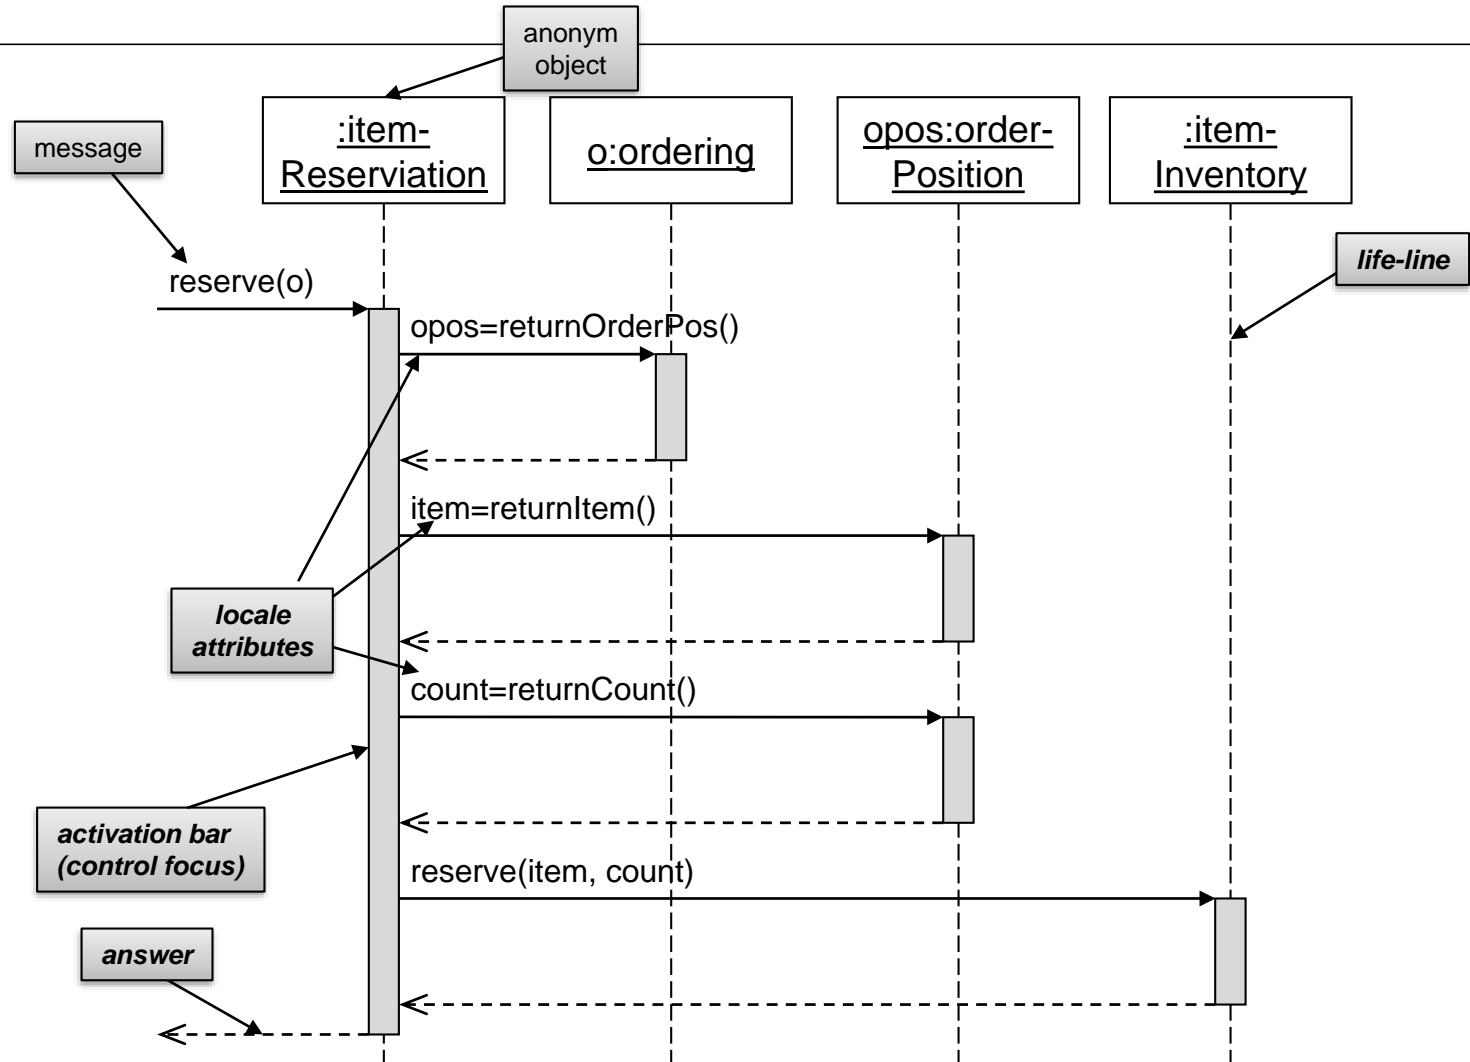 anonym
object
:item-
Reserviation
o:ordering
opos:order-
Position
:item-
Inventory
message
life-line
reserve(o)
opos=returnOrderPos()
item=returnItem()
locale
attributes
count=returnCount()
activation bar
(control focus)
reserve(item, count)
answer